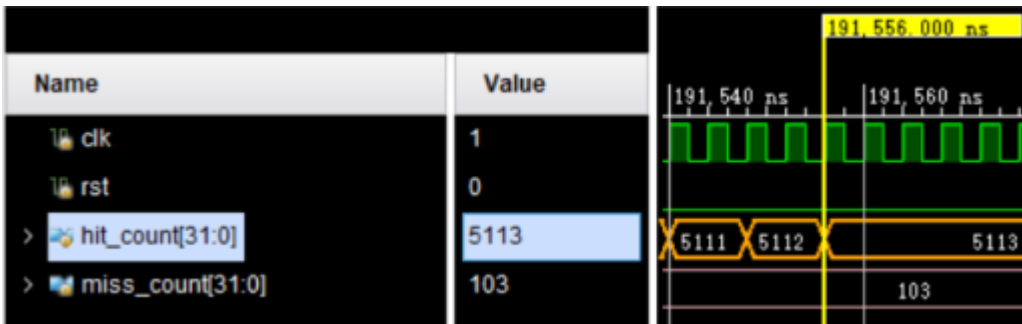 191,556.000 ns
Name Value
191,540 ns 191,560 ns
clk 1
rst 0
hit_count[31:0] 5113 5111 5112 5113
miss_count[31:0] 103 103